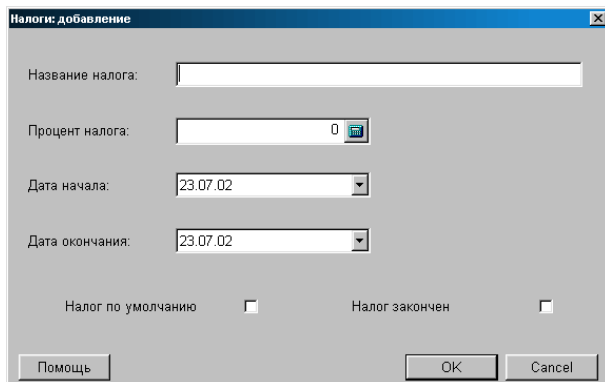 Налоги: добавление
Название налога:
Процент налога: 0
Дата начала: 23.07.02
Дата окончания: 23.07.02
Налог по умолчанию Налог закончен
Помощь OK Cancel